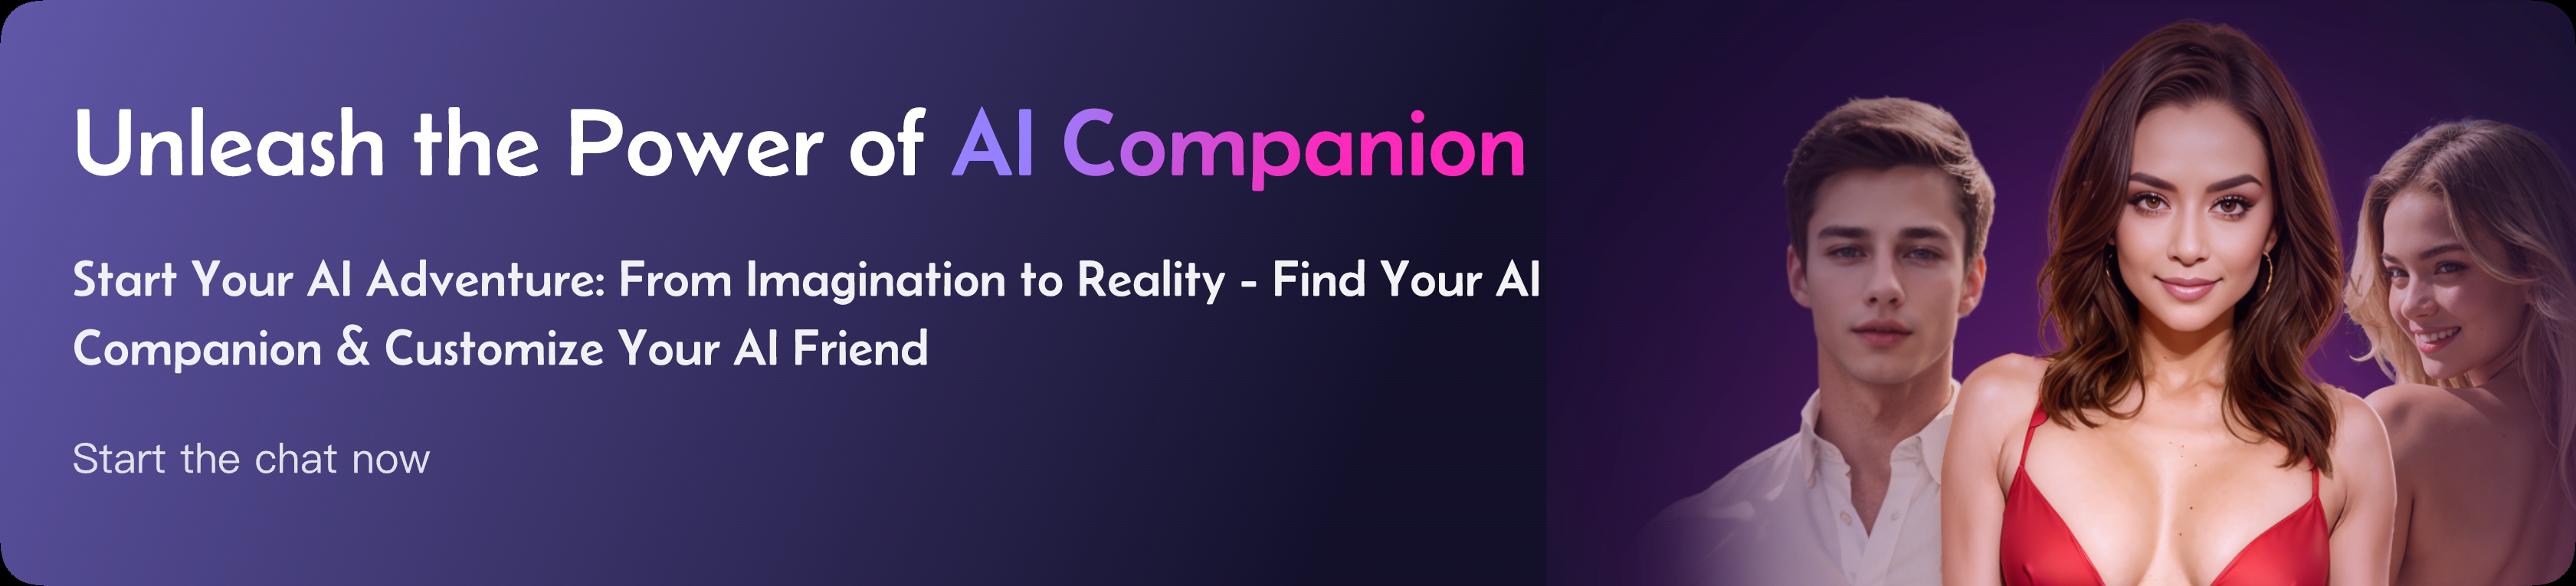 Unleash the Power of AI Companion
Start Your AI Adventure: From Imagination to Reality - Find Your AI
Companion & Customize Your AI Friend
Start the chat now